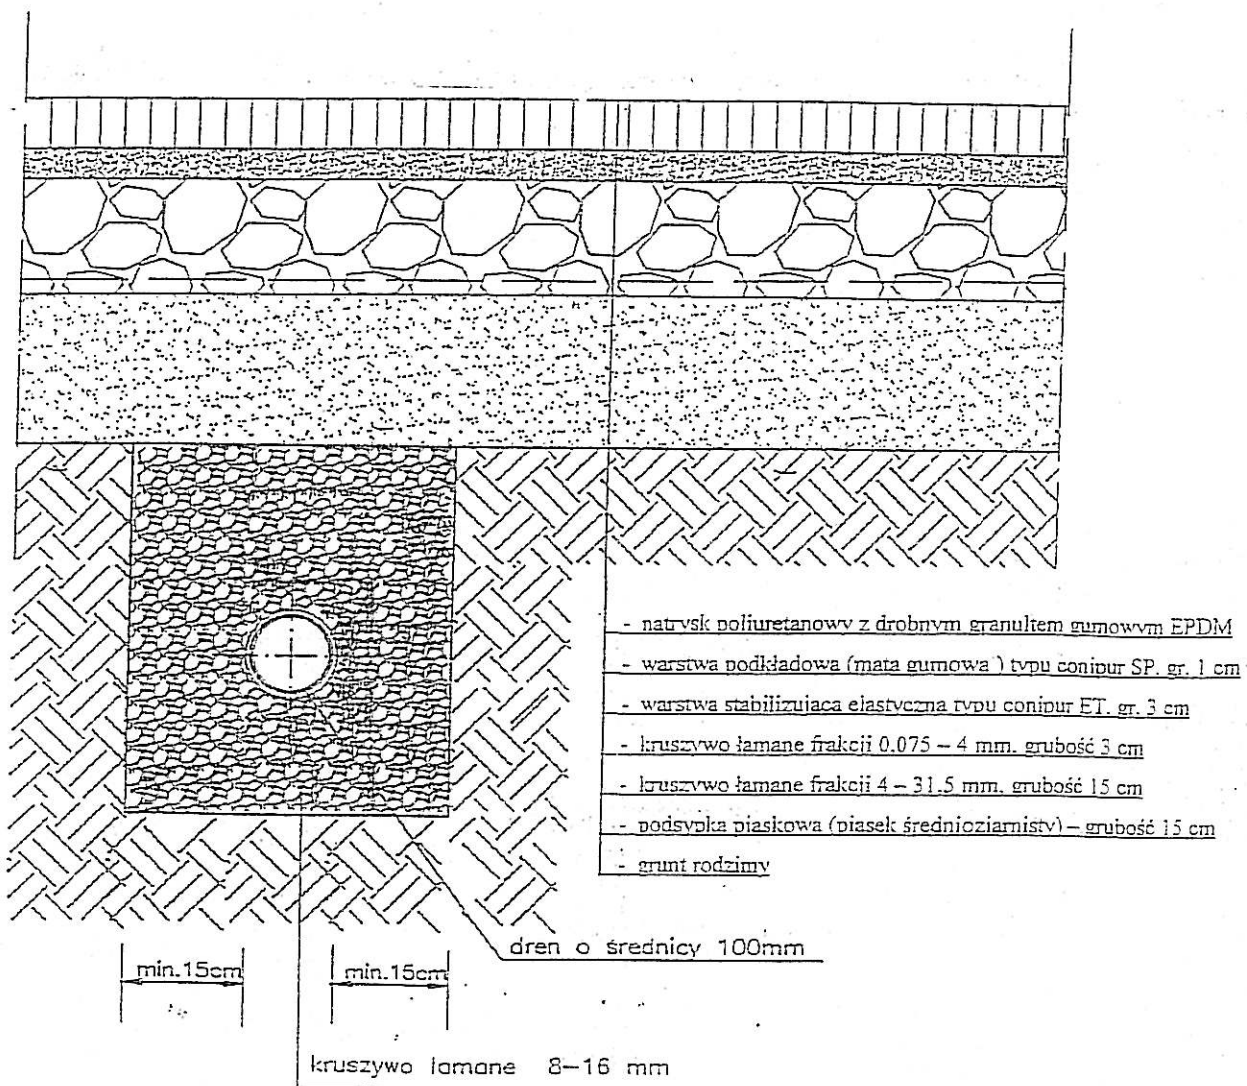 - natrysk poliuretanowy z drobnym granultem gumowym EPDM
- warstwa podkładowa (mata gumowa ) typu conipur SP. gr. 1 cm
- warstwa stabilizująca elastyczna typu conipur ET. gr. 3 cm
- kruszywo łamane frakcji 0.075 – 4 mm. grubość 3 cm
- kruszywo łamane frakcji 4 – 31.5 mm. grubość 15 cm
- podsypka piaskowa (piasek średnioziarnisty) – grubość 15 cm
- grunt rodzimy
dren o średnicy 100mm
min.15cm
min.15cm
kruszywo łamane 8–16 mm